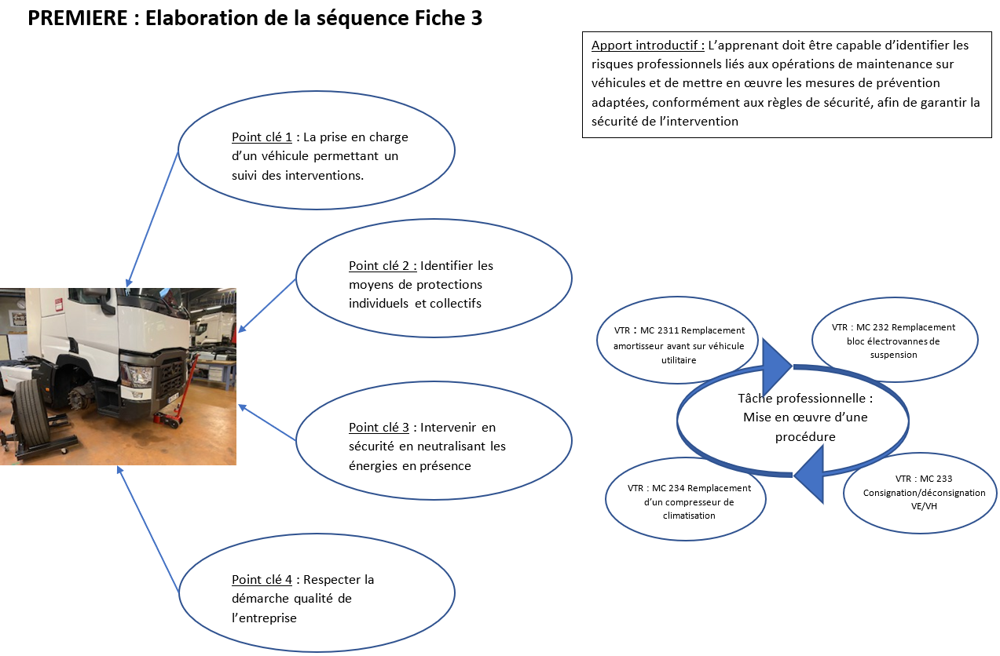 PREMIERE : Elaboration de la séquence Fiche 3
Apport introductif : L’apprenant doit être capable d’identifier les
risques professionnels liés aux opérations de maintenance sur
véhicules et de mettre en œuvre les mesures de prévention
adaptées, conformément aux règles de sécurité, afin de garantir la
sécurité de l’intervention
Point clé 1 : La prise en charge
d’un véhicule permettant un
suivi des interventions.
Point clé 2 : Identifier les
moyens de protections
individuels et collectifs
Point clé 3 : Intervenir en
sécurité en neutralisant les
énergies en présence
Point clé 4 : Respecter la
démarche qualité de
l’entreprise
VTR : MC 2311 Remplacement
amortisseur avant sur véhicule
utilitaire
VTR : MC 232 Remplacement
bloc électrovannes de
suspension
Tâche professionnelle :
Mise en œuvre d’une
procédure
VTR : MC 234 Remplacement
d’un compresseur de
climatisation
VTR : MC 233
Consignation/déconsignation
VE/VH